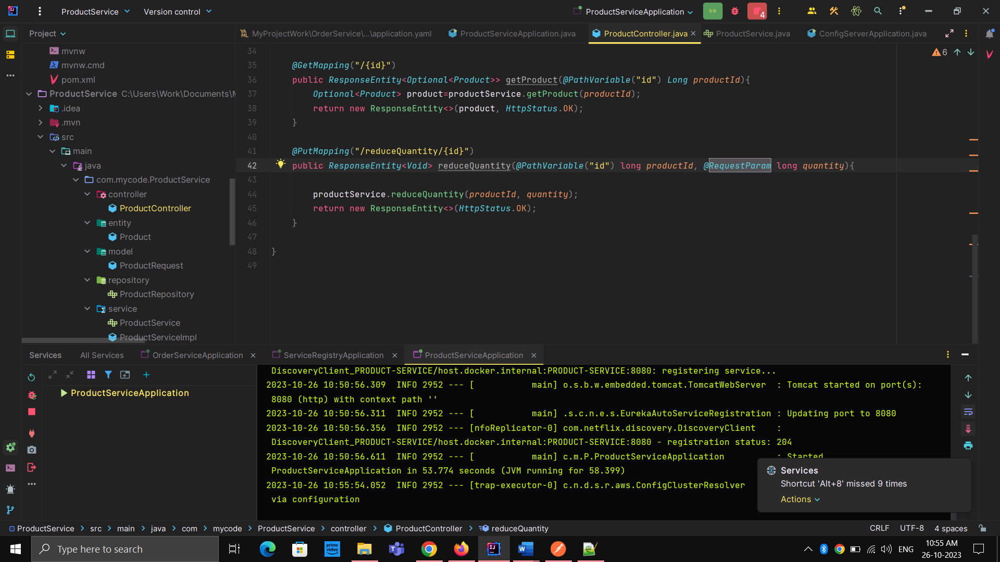 ProductService
Version control
ProductServiceApplication
4
Project
MyProjectWork\OrderService\...\application.yaml
ProductServiceApplication.java
ProductController.java
ProductService.java
ConfigServerApplication.java
mvnw
mvnw.cmd
pom.xml
ProductService C:\Users\Work\Documents\M
.idea
.mvn
src
main
java
com.mycode.ProductService
controller
ProductController
entity
Product
model
ProductRequest
repository
ProductRepository
service
ProductService
ProductServiceImpl
6
34
35 @GetMapping("/{id}")
36 public ResponseEntity<Optional<Product>> getProduct(@PathVariable("id") Long productId){
37 Optional<Product> product=productService.getProduct(productId);
38 return new ResponseEntity<>(product, HttpStatus.OK);
39 }
40
41 @PutMapping("/reduceQuantity/{id}")
42 public ResponseEntity<Void> reduceQuantity(@PathVariable("id") long productId, @RequestParam long quantity){
43
44 productService.reduceQuantity(productId, quantity);
45 return new ResponseEntity<>(HttpStatus.OK);
46 }
47
48 }
49
Services
All Services
OrderServiceApplication
ServiceRegistryApplication
ProductServiceApplication
ProductServiceApplication
DiscoveryClient_PRODUCT-SERVICE/host.docker.internal:PRODUCT-SERVICE:8080: registering service...
2023-10-26 10:50:56.309 INFO 2952 --- [ main] o.s.b.w.embedded.tomcat.TomcatWebServer : Tomcat started on port(s):
8080 (http) with context path ''
2023-10-26 10:50:56.311 INFO 2952 --- [ main] .s.c.n.e.s.EurekaAutoServiceRegistration : Updating port to 8080
2023-10-26 10:50:56.356 INFO 2952 --- [nfoReplicator-0] com.netflix.discovery.DiscoveryClient :
DiscoveryClient_PRODUCT-SERVICE/host.docker.internal:PRODUCT-SERVICE:8080 - registration status: 204
2023-10-26 10:50:56.611 INFO 2952 --- [ main] c.m.P.ProductServiceApplication : Started
ProductServiceApplication in 53.774 seconds (JVM running for 58.399)
2023-10-26 10:55:54.052 INFO 2952 --- [trap-executor-0] c.n.d.s.r.aws.ConfigClusterResolver
via configuration
Services
Shortcut 'Alt+8' missed 9 times
Actions
ProductService > src > main > java > com > mycode > ProductService > controller > ProductController > reduceQuantity
CRLF UTF-8 4 spaces
Type here to search
prime video
ENG
10:55 AM
26-10-2023